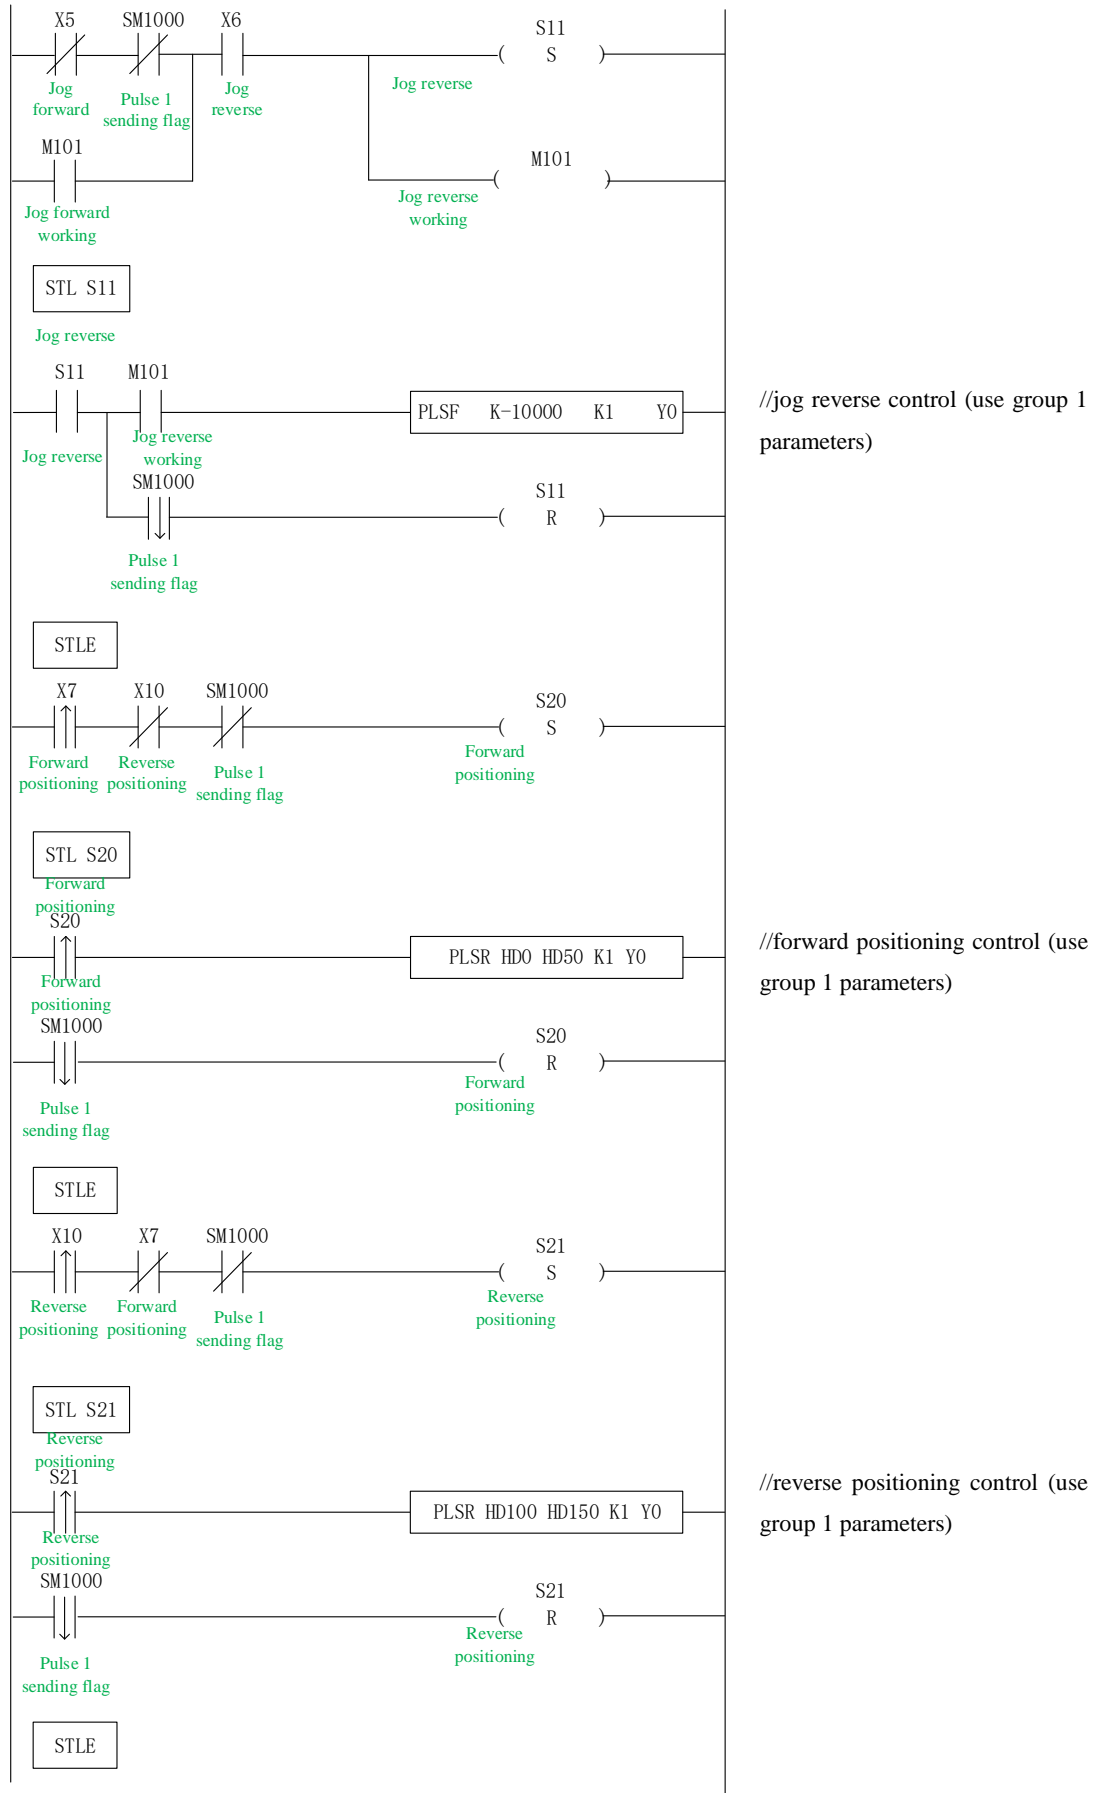 X5 SM1000 X6
S11
( S )
Jog forward
Pulse 1 sending flag
Jog reverse
Jog reverse
M101
M101
( )
Jog forward working
Jog reverse working
STL S11
Jog reverse
S11 M101
PLSF K-10000 K1 Y0
//jog reverse control (use group 1
parameters)
Jog reverse
Jog reverse working
SM1000
S11
( R )
Pulse 1
sending flag
STLE
X7 X10 SM1000
S20
( S )
Forward positioning
Reverse positioning
Pulse 1 sending flag
Forward positioning
STL S20
Forward
positioning
S20
PLSR HD0 HD50 K1 Y0
//forward positioning control (use
group 1 parameters)
Forward
positioning
SM1000
S20
( R )
Forward
positioning
Pulse 1
sending flag
STLE
X10 X7 SM1000
S21
( S )
Reverse positioning
Forward positioning
Pulse 1 sending flag
Reverse positioning
STL S21
Reverse
positioning
S21
PLSR HD100 HD150 K1 Y0
//reverse positioning control (use
group 1 parameters)
Reverse
positioning
SM1000
S21
( R )
Reverse
positioning
Pulse 1
sending flag
STLE